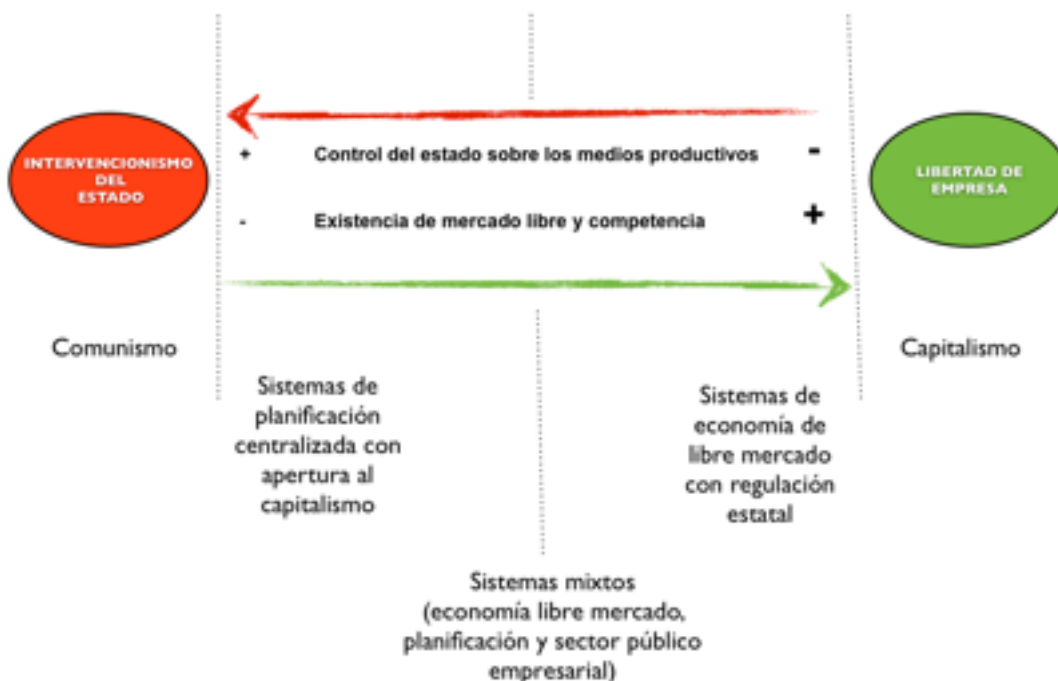 INTERVENCIONISMO
DEL
ESTADO
+ Control del estado sobre los medios productivos -
- Existencia de mercado libre y competencia +
LIBERTAD DE
EMPRESA
Comunismo
Capitalismo
Sistemas de
planificación
centralizada con
apertura al
capitalismo
Sistemas de
economía de
libre mercado
con regulación
estatal
Sistemas mixtos
(economía libre mercado,
planificación y sector público
empresarial)